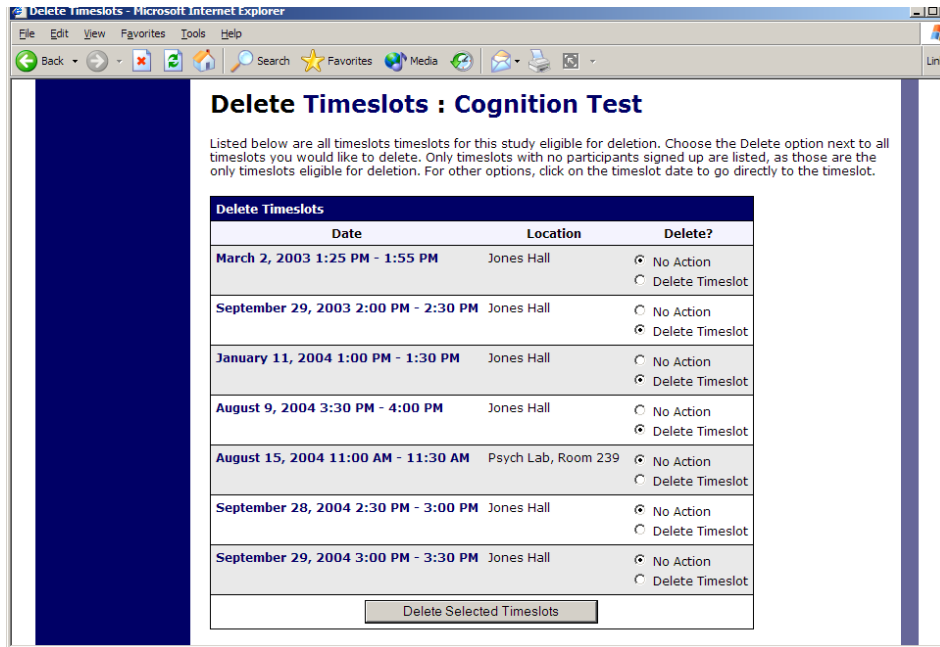 Delete Timeslots - Microsoft Internet Explorer
File Edit View Favorites Tools Help
Back Search Favorites Media
Delete Timeslots : Cognition Test
Listed below are all timeslots timeslots for this study eligible for deletion. Choose the Delete option next to all
timeslots you would like to delete. Only timeslots with no participants signed up are listed, as those are the
only timeslots eligible for deletion. For other options, click on the timeslot date to go directly to the timeslot.
Delete Timeslots
Date Location Delete?
March 2, 2003 1:25 PM - 1:55 PM Jones Hall No Action
Delete Timeslot
September 29, 2003 2:00 PM - 2:30 PM Jones Hall No Action
Delete Timeslot
January 11, 2004 1:00 PM - 1:30 PM Jones Hall No Action
Delete Timeslot
August 9, 2004 3:30 PM - 4:00 PM Jones Hall No Action
Delete Timeslot
August 15, 2004 11:00 AM - 11:30 AM Psych Lab, Room 239 No Action
Delete Timeslot
September 28, 2004 2:30 PM - 3:00 PM Jones Hall No Action
Delete Timeslot
September 29, 2004 3:00 PM - 3:30 PM Jones Hall No Action
Delete Timeslot
Delete Selected Timeslots